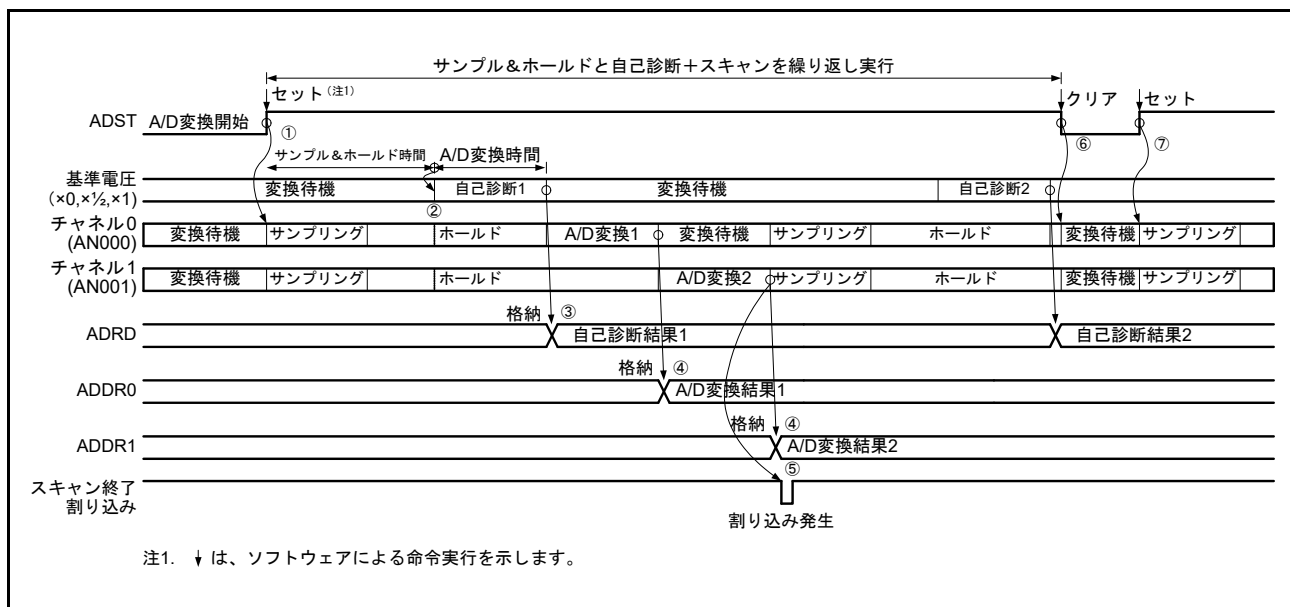 サンプル&ホールドと自己診断+スキャンを繰り返し実行
セット(注1)
クリア
セット
ADST
A/D変換開始
①
⑥
⑦
サンプル&ホールド時間
A/D変換時間
基準電圧
(×0,×½,×1)
変換待機
自己診断1
変換待機
自己診断2
②
チャネル0
(AN000)
変換待機
サンプリング
ホールド
A/D変換1
変換待機
サンプリング
ホールド
変換待機
サンプリング
チャネル1
(AN001)
変換待機
サンプリング
ホールド
A/D変換2
サンプリング
ホールド
変換待機
サンプリング
格納
③
ADRD
自己診断結果1
自己診断結果2
格納
④
ADDR0
A/D変換結果1
格納
④
ADDR1
A/D変換結果2
⑤
スキャン終了
割り込み
割り込み発生
注1. ↓は、ソフトウェアによる命令実行を示します。